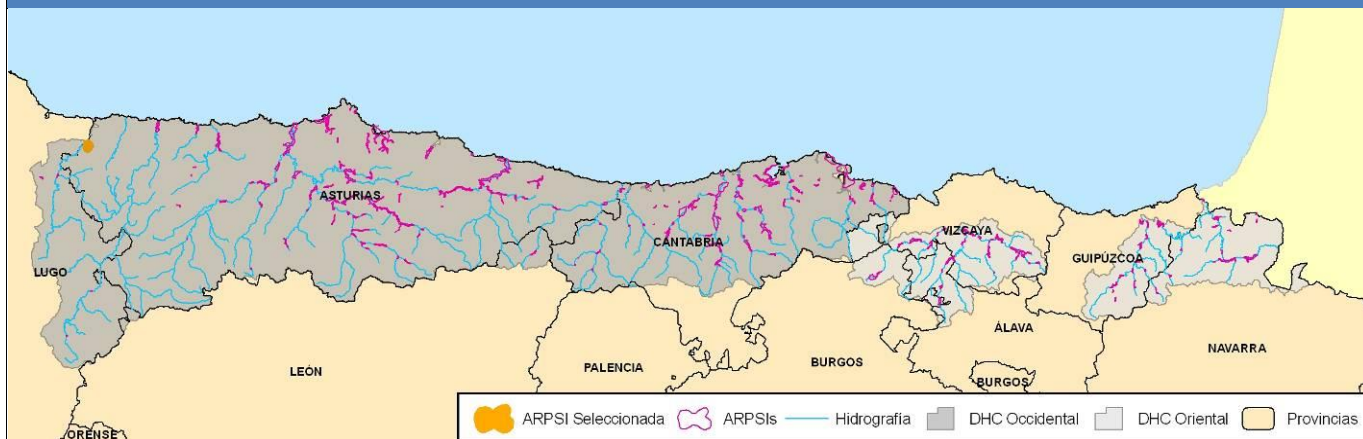 ASTURIAS
CANTABRIA
VIZCAYA
GUIPÚZCOA
LUGO
ÁLAVA
NAVARRA
LEÓN
PALENCIA
BURGOS
BURGOS
ORENSE
ARPSI Seleccionada
ARPSIs
Hidrografía
DHC Occidental
DHC Oriental
Provincias